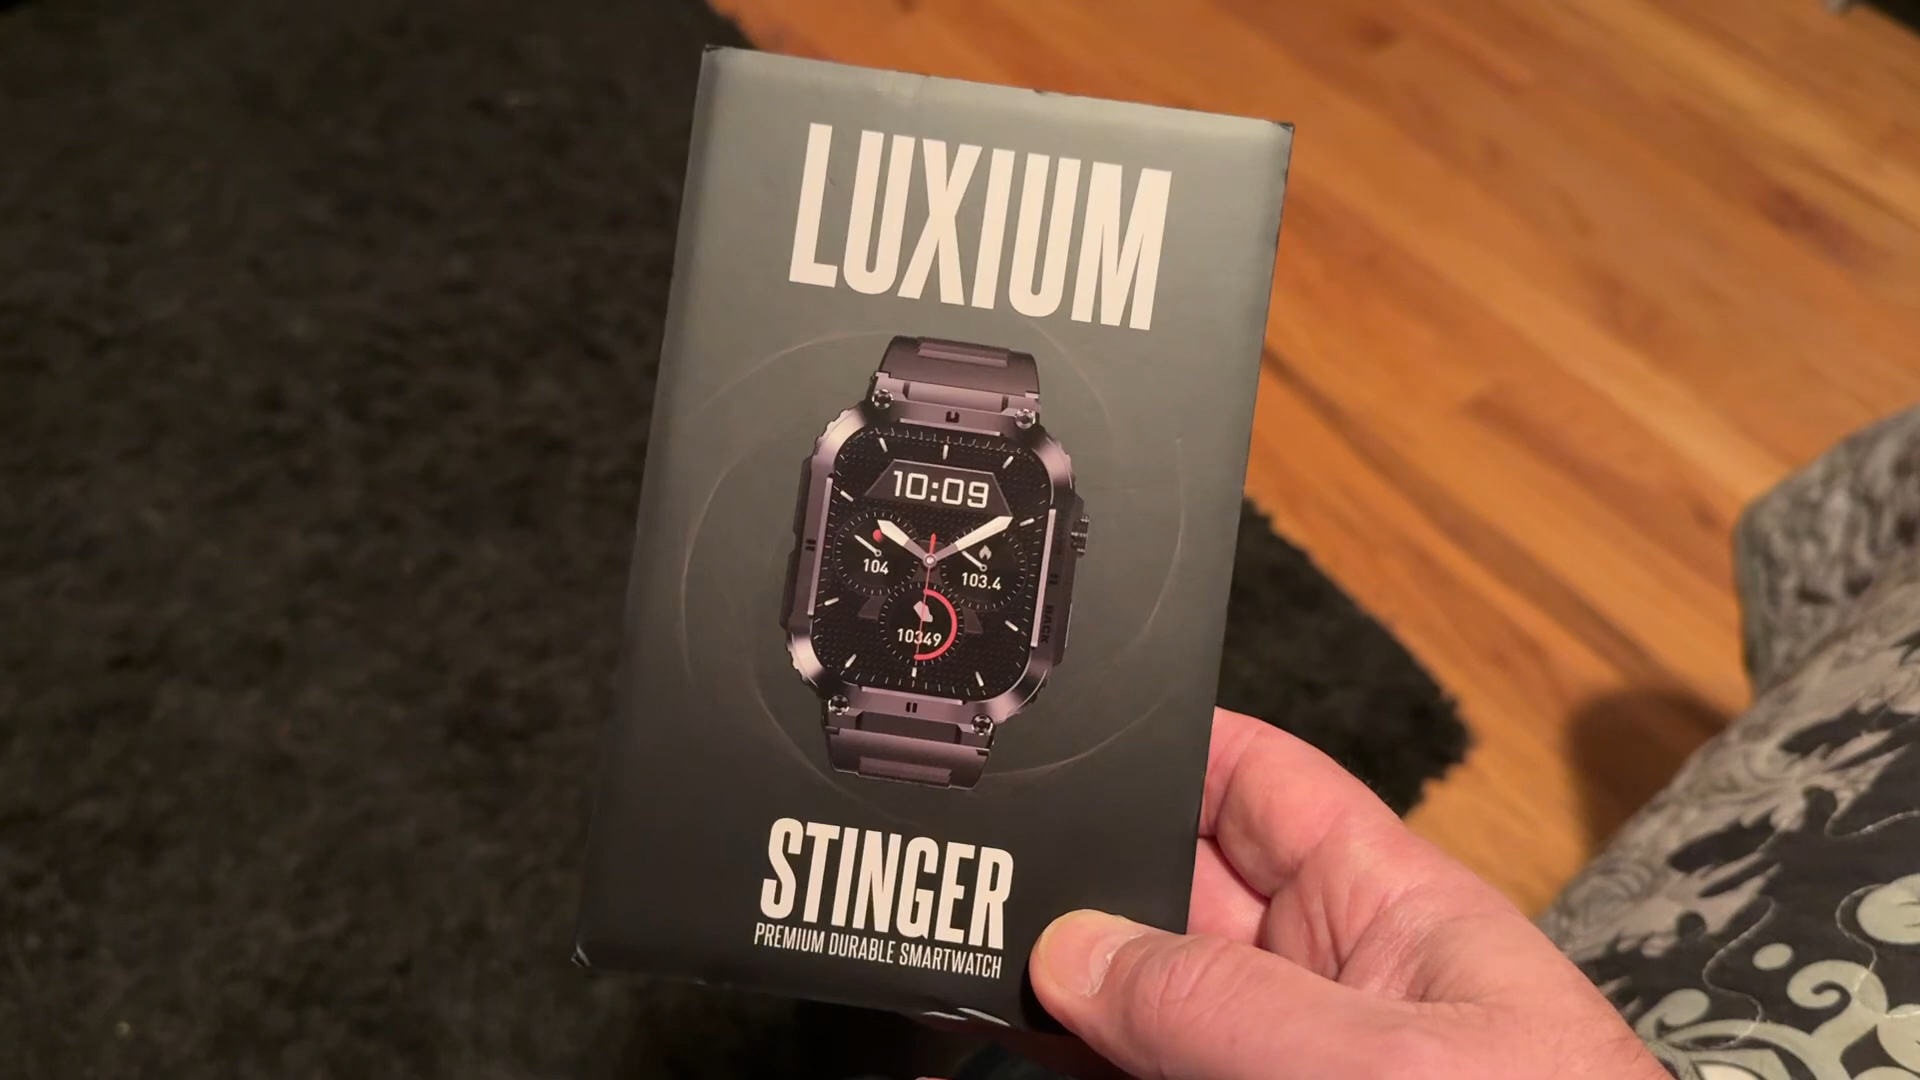 LUXIUM
10:09
104
103.4
10349
STINGER
PREMIUM DURABLE SMARTWATCH